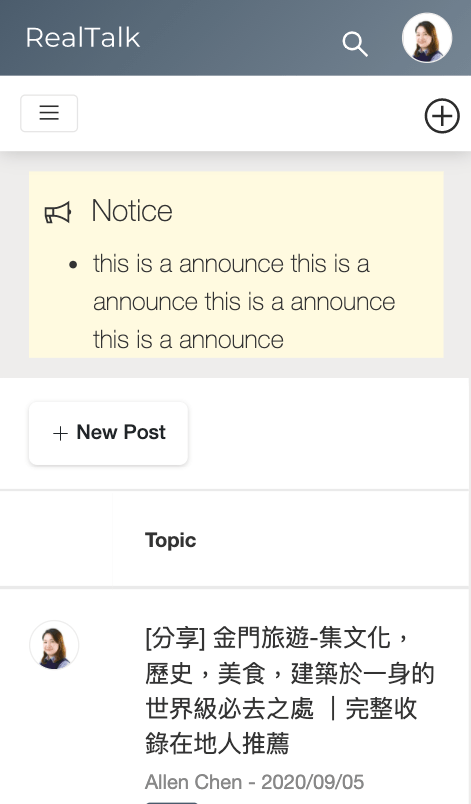 RealTalk
Notice
• this is a announce this is a
announce this is a announce
this is a announce
+ New Post
Topic
[分享] 金門旅遊-集文化，
歷史，美食，建築於一身的
世界級必去之處 ｜完整收
錄在地人推薦
Allen Chen - 2020/09/05